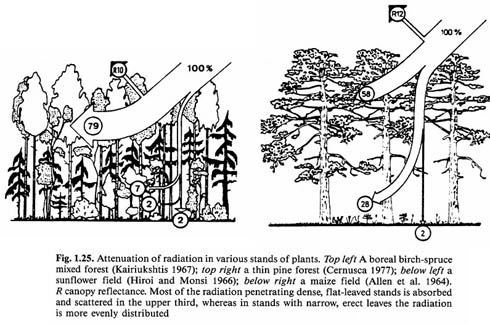 R10
100 %
79
7
2
2
R12
100%
58
28
2
Fig. 1.25. Attenuation of radiation in various stands of plants. Top left A boreal birch-spruce
mixed forest (Kairiukshtis 1967); top right a thin pine forest (Cernusca 1977); below left a
sunflower field (Hiroi and Monsi 1966); below right a maize field (Allen et al. 1964).
R canopy reflectance. Most of the radiation penetrating dense, flat-leaved stands is absorbed
and scattered in the upper third, whereas in stands with narrow, erect leaves the radiation
is more evenly distributed